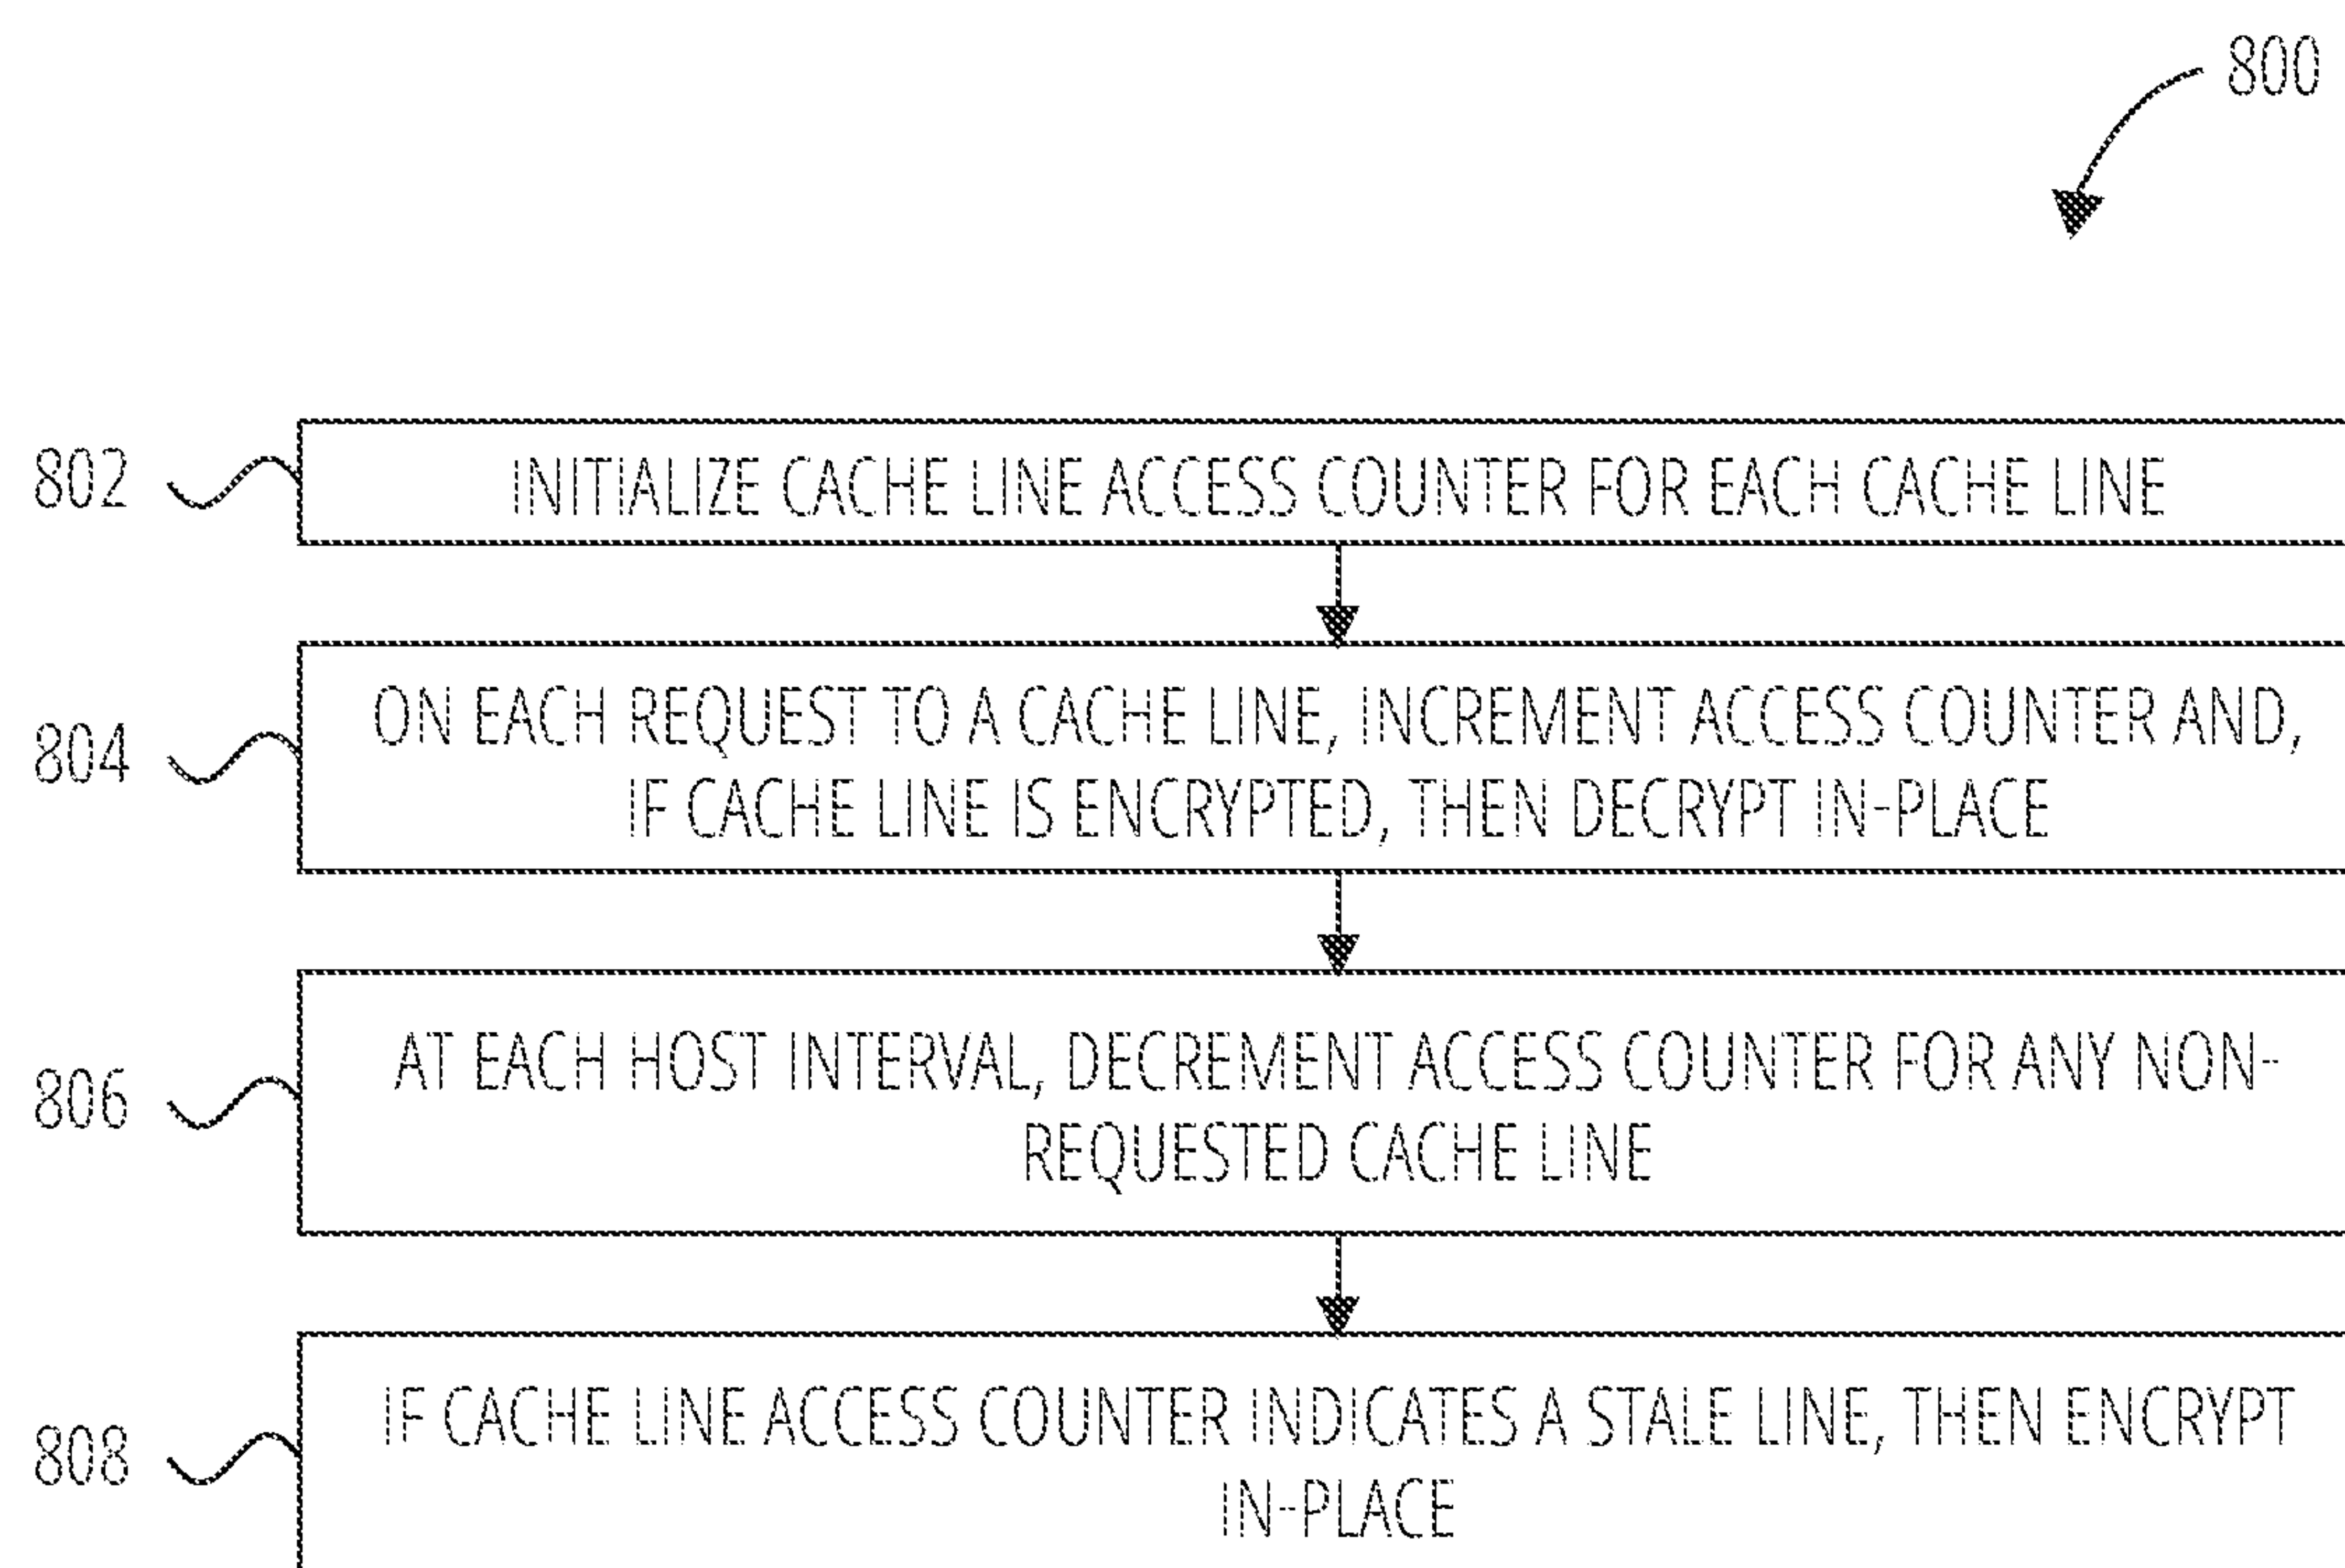 800
802
INITIALIZE CACHE LINE ACCESS COUNTER FOR EACH CACHE LINE
804
ON EACH REQUEST TO A CACHE LINE, INCREMENT ACCESS COUNTER AND,
IF CACHE LINE IS ENCRYPTED, THEN DECRYPT IN-PLACE
806
AT EACH HOST INTERVAL, DECREMENT ACCESS COUNTER FOR ANY NON-
REQUESTED CACHE LINE
808
IF CACHE LINE ACCESS COUNTER INDICATES A STALE LINE, THEN ENCRYPT
IN-PLACE